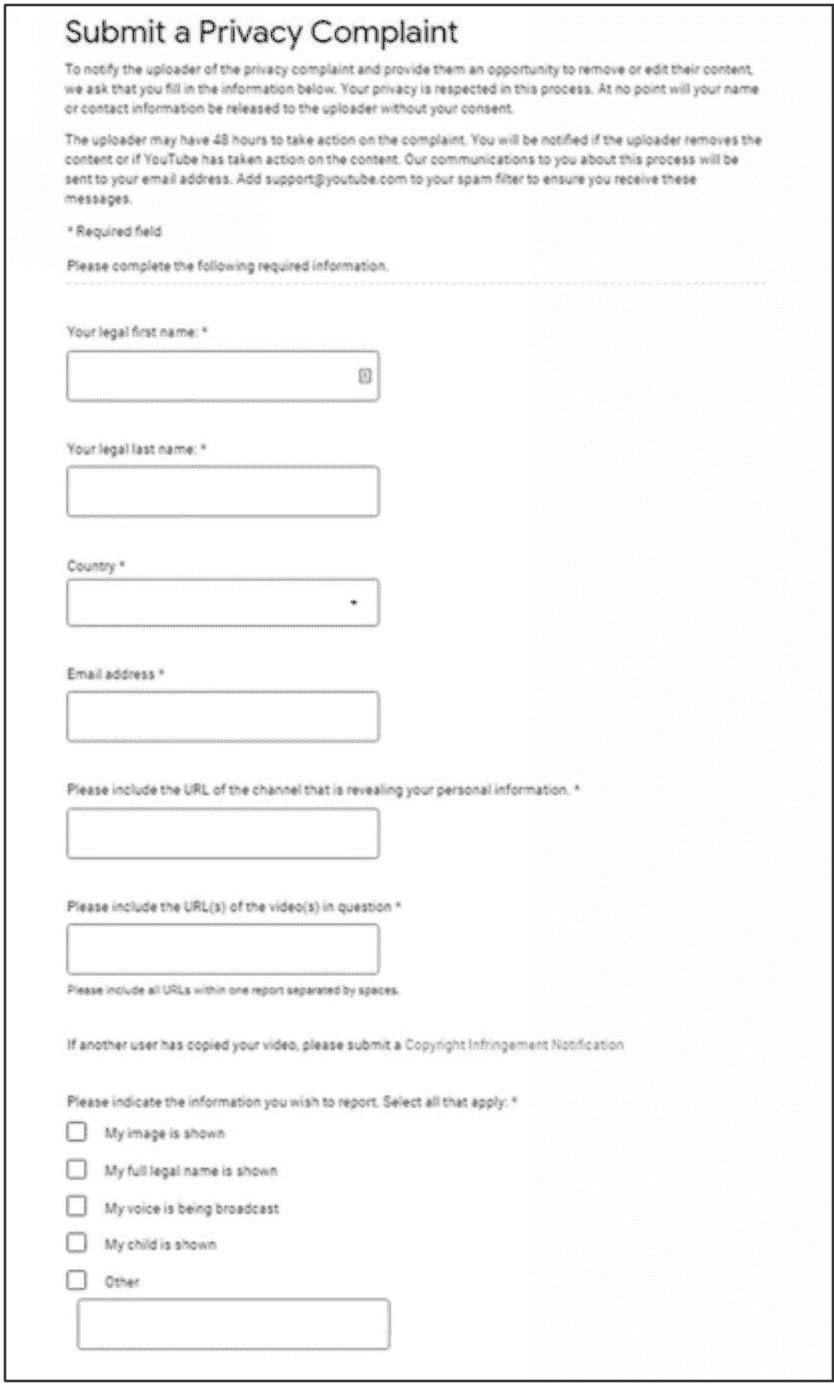 Submit a Privacy Complaint
To notify the uploader of the privacy complaint and provide them an opportunity to remove or edit their content,
we ask that you fill in the information below. Your privacy is respected in this process. At no point will your name
or contact information be released to the uploader without your consent.
The uploader may have 48 hours to take action on the complaint. You will be notified if the uploader removes the
content or if YouTube has taken action on the content. Our communications to you about this process will be
sent to your email address. Add support@youtube.com to your spam filter to ensure you receive these
messages.
* Required field
Please complete the following required information.
Your legal first name: *
Your legal last name: *
Country *
Email address *
Please include the URL of the channel that is revealing your personal information. *
Please include the URL(s) of the video(s) in question *
Please include all URLs within one report separated by spaces.
If another user has copied your video, please submit a Copyright Infringement Notification
Please indicate the information you wish to report. Select all that apply: *
My image is shown
My full legal name is shown
My voice is being broadcast
My child is shown
Other